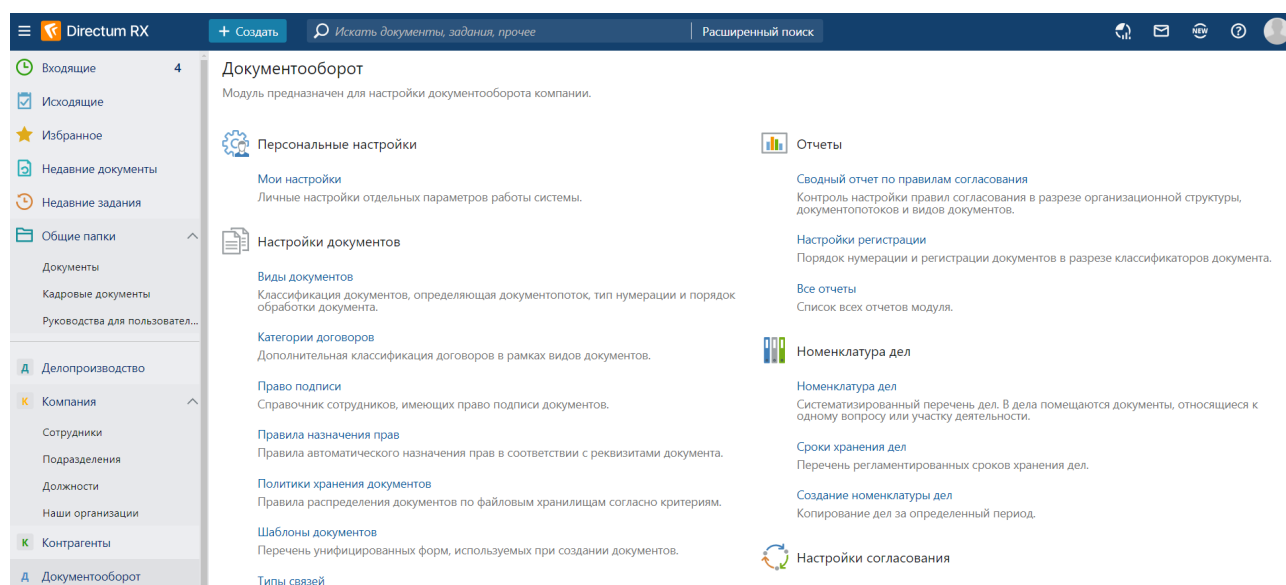 Directum RX
+ Создать
Искать документы, задания, прочее
Расширенный поиск
NEW
Входящие 4
Исходящие
Избранное
Недавние документы
Недавние задания
Общие папки
Документы
Кадровые документы
Руководства для пользовател...
Д Делопроизводство
К Компания
Сотрудники
Подразделения
Должности
Наши организации
К Контрагенты
Д Документооборот
Документооборот
Модуль предназначен для настройки документооборота компании.
Персональные настройки
Мои настройки
Личные настройки отдельных параметров работы системы.
Настройки документов
Виды документов
Классификация документов, определяющая документопоток, тип нумерации и порядок
обработки документа.
Категории договоров
Дополнительная классификация договоров в рамках видов документов.
Право подписи
Справочник сотрудников, имеющих право подписи документов.
Правила назначения прав
Правила автоматического назначения прав в соответствии с реквизитами документа.
Политики хранения документов
Правила распределения документов по файловым хранилищам согласно критериям.
Шаблоны документов
Перечень унифицированных форм, используемых при создании документов.
Типы связей
Отчеты
Сводный отчет по правилам согласования
Контроль настройки правил согласования в разрезе организационной структуры,
документопотоков и видов документов.
Настройки регистрации
Порядок нумерации и регистрации документов в разрезе классификаторов документа.
Все отчеты
Список всех отчетов модуля.
Номенклатура дел
Номенклатура дел
Систематизированный перечень дел. В дела помещаются документы, относящиеся к
одному вопросу или участку деятельности.
Сроки хранения дел
Перечень регламентированных сроков хранения дел.
Создание номенклатуры дел
Копирование дел за определенный период.
Настройки согласования